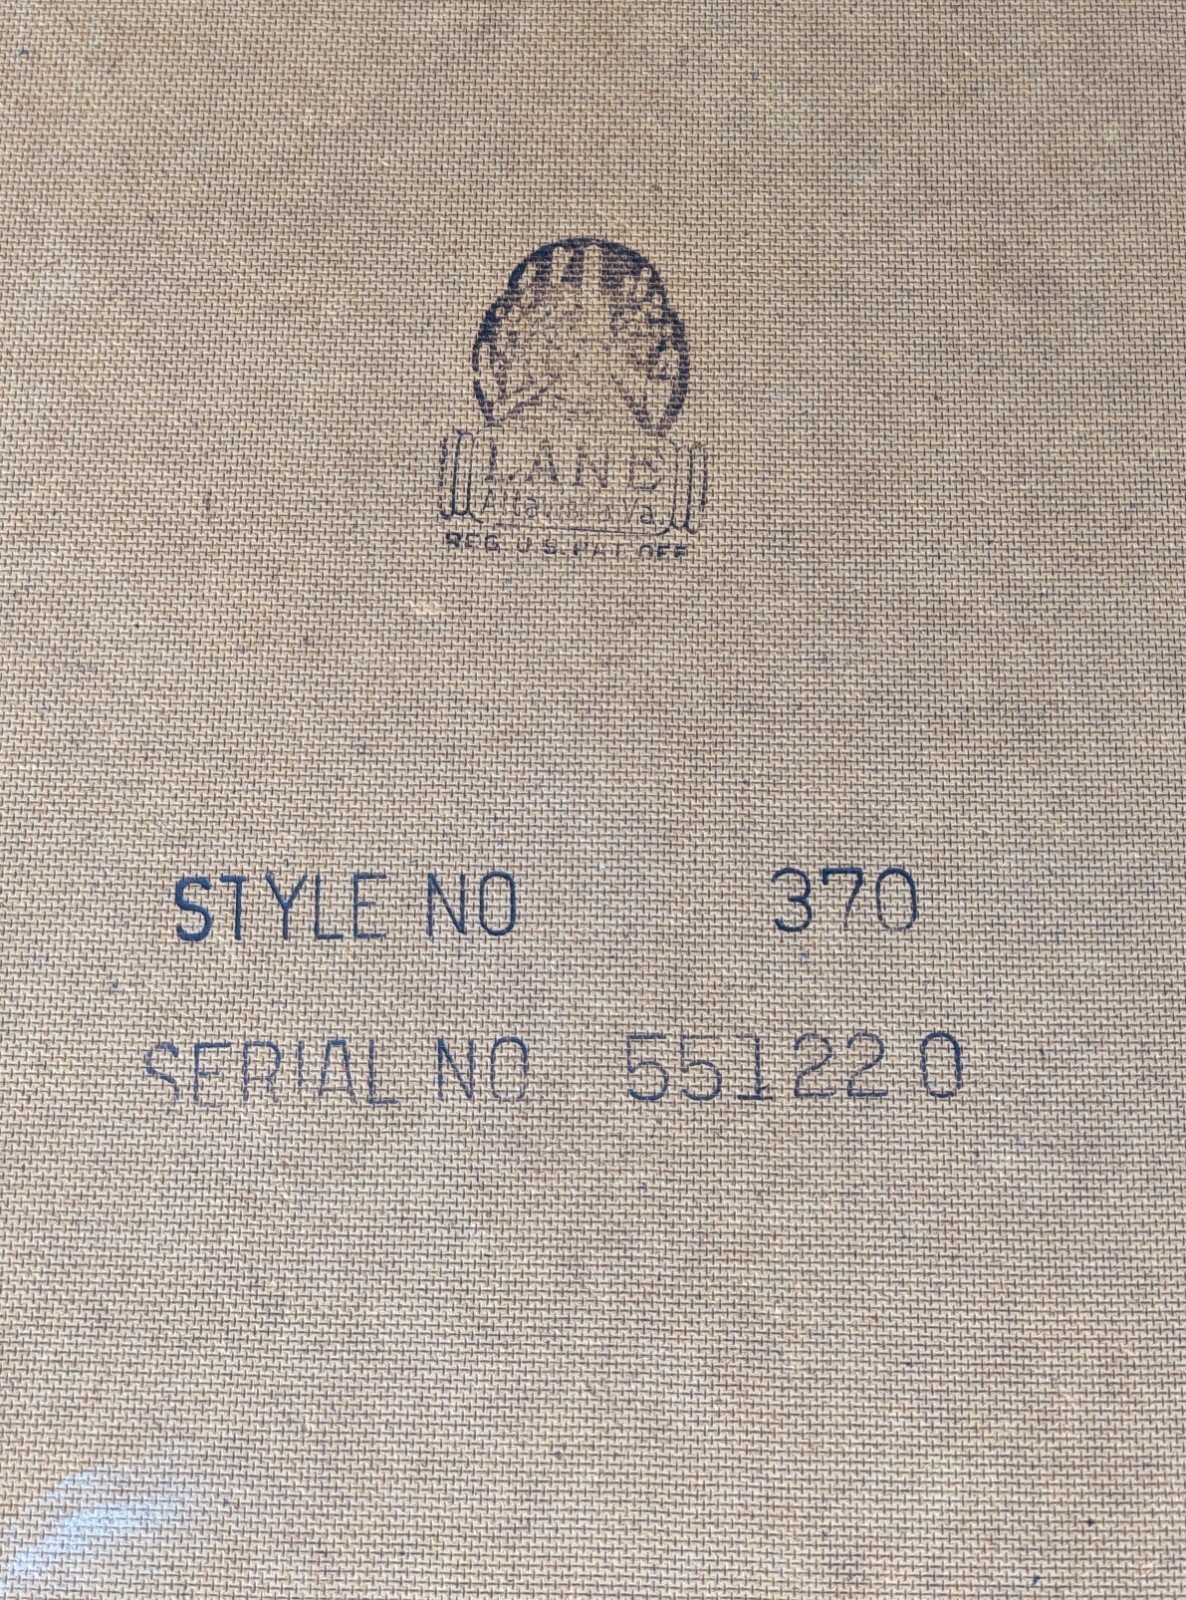 LANE
Altavista, Va.
REG. U.S. PAT. OFF.
STYLE NO 370
SERIAL NO 551220